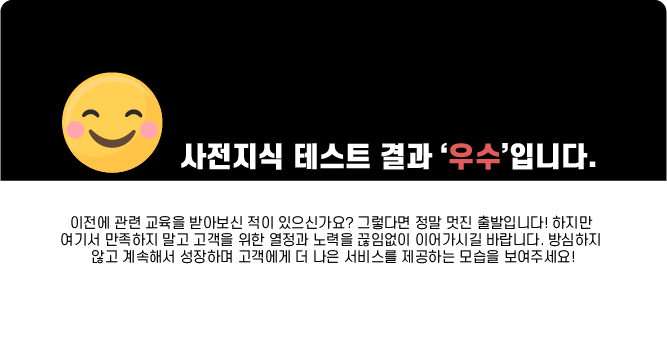 사전지식 테스트 결과 ‘우수’입니다.
이전에 관련 교육을 받아보신 적이 있으신가요? 그렇다면 정말 멋진 출발입니다! 하지만
여기서 만족하지 말고 고객을 위한 열정과 노력을 끊임없이 이어가시길 바랍니다. 방심하지
않고 계속해서 성장하며 고객에게 더 나은 서비스를 제공하는 모습을 보여주세요!